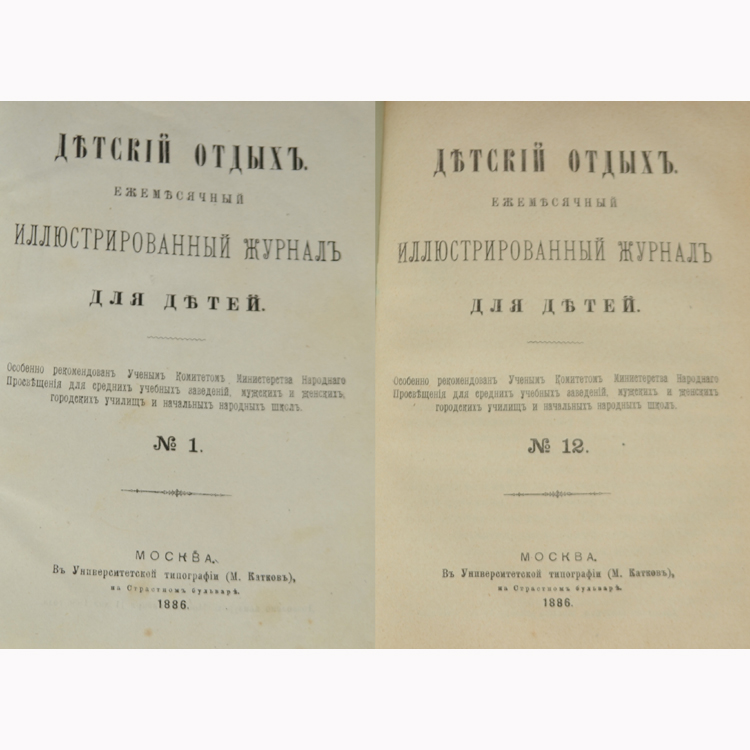 ДѢТСКІЙ ОТДЫХЪ.
ЕЖЕМѢСЯЧНЫЙ
ИЛЛЮСТРИРОВАННЫЙ ЖУРНАЛЪ
ДЛЯ ДѢТЕЙ.
Особенно рекомендованъ Ученымъ Комитетомъ Министерства Народнаго
Просвѣщенія для среднихъ учебныхъ заведеній, мужскихъ и женскихъ,
городскихъ училищъ и начальныхъ народныхъ школъ.
№ 1.
МОСКВА.
Въ Университетской типографіи (М. Катковъ),
на Страстномъ бульварѣ.
1886.
ДѢТСКІЙ ОТДЫХЪ.
ЕЖЕМѢСЯЧНЫЙ
ИЛЛЮСТРИРОВАННЫЙ ЖУРНАЛЪ
ДЛЯ ДѢТЕЙ.
Особенно рекомендованъ Ученымъ Комитетомъ Министерства Народнаго
Просвѣщенія для среднихъ учебныхъ заведеній, мужскихъ и женскихъ
городскихъ училищъ и начальныхъ народныхъ школъ.
№ 12.
МОСКВА.
Въ Университетской типографіи (М. Катковъ),
на Страстномъ бульварѣ.
1886.